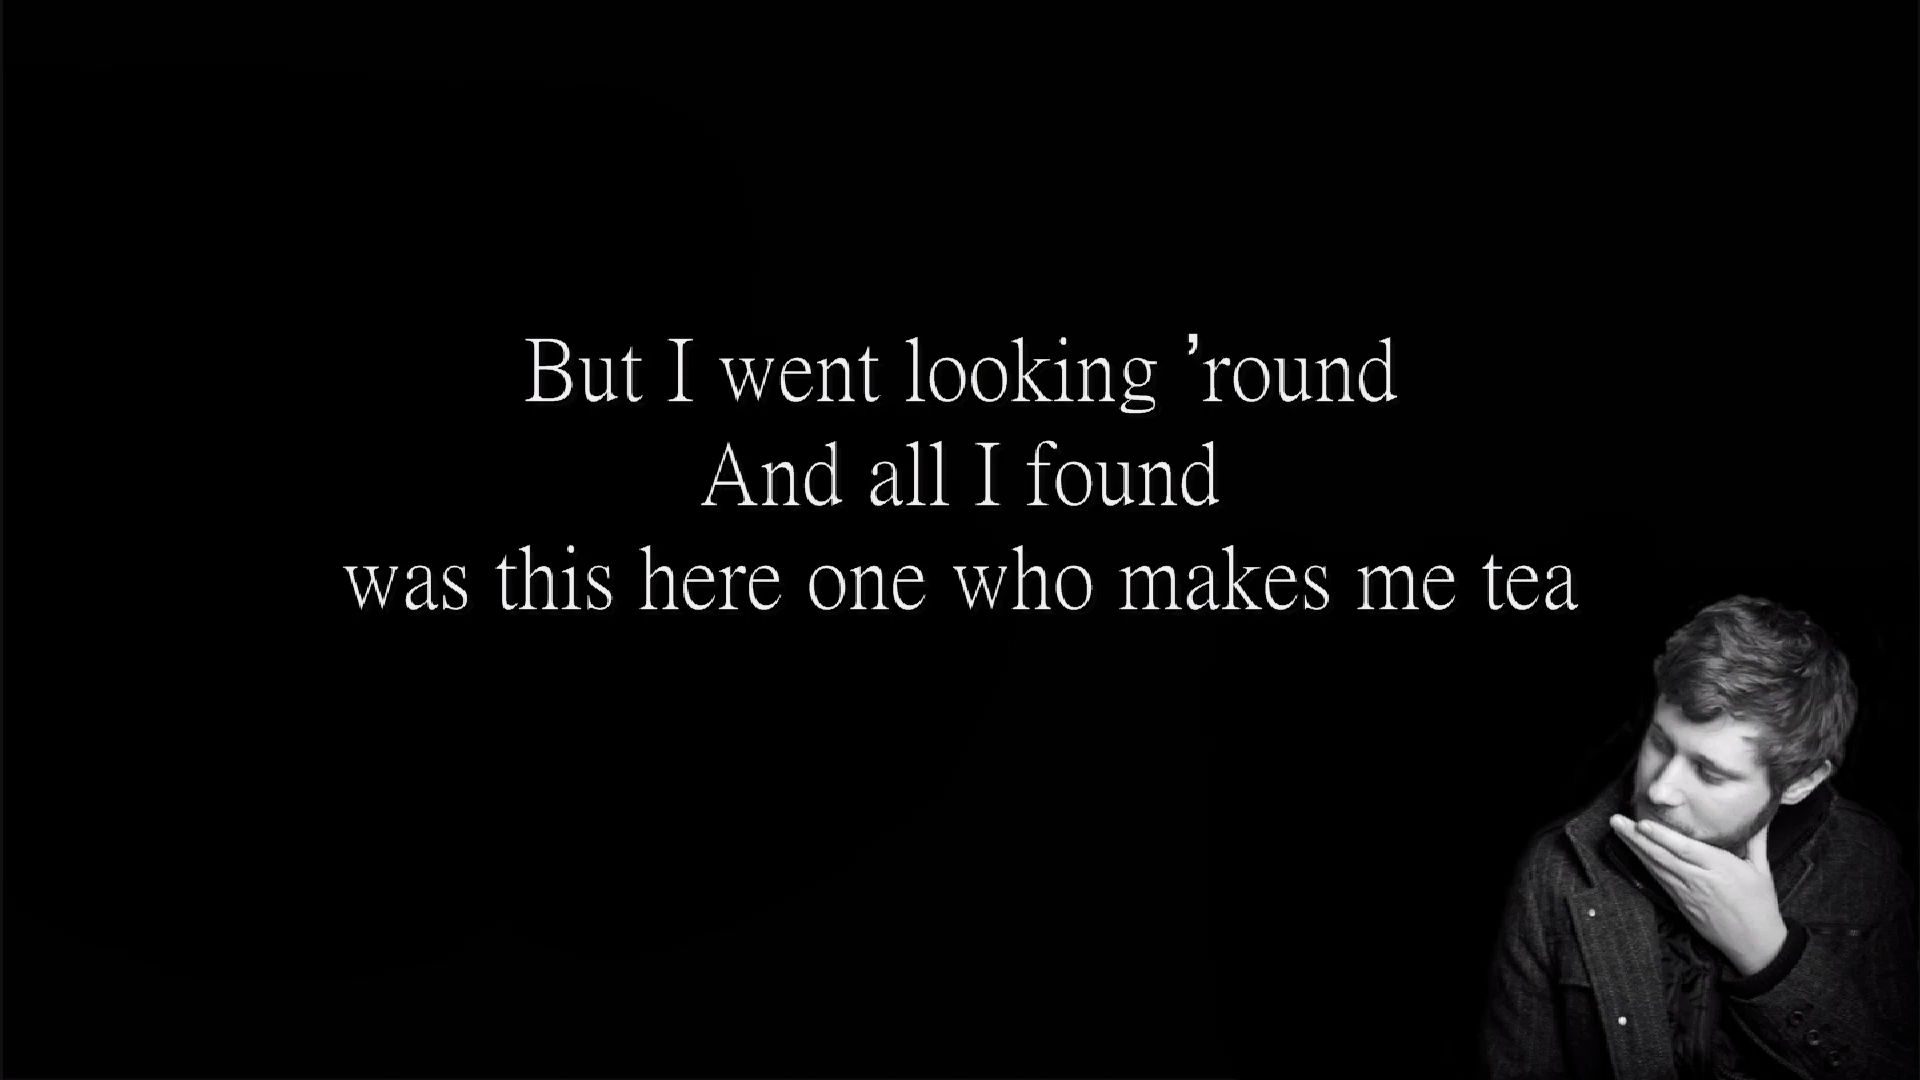 But I went looking ’round
And all I found
was this here one who makes me tea